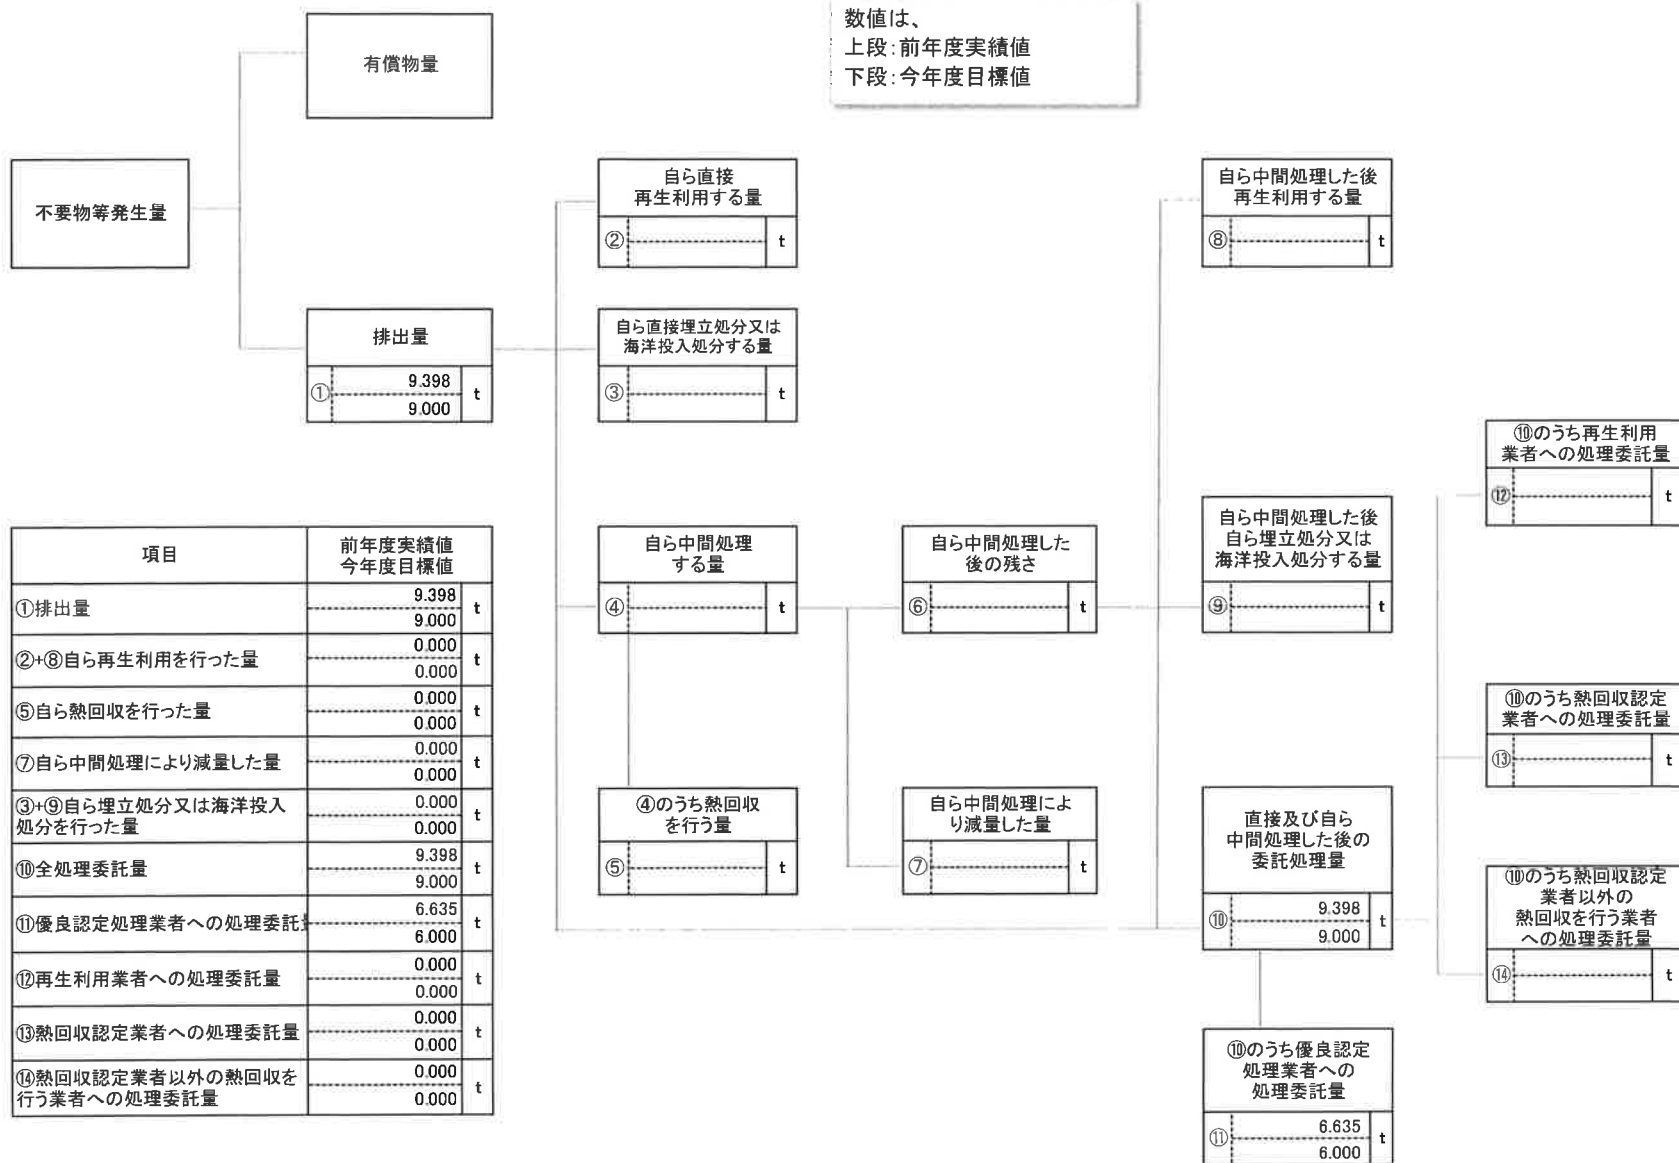 数値は、
上段：前年度実績値
下段：今年度目標値
有償物量
不要物等発生量
排出量
① 9.398 t
9.000
自ら直接
再生利用する量
② t
自ら直接埋立処分又は
海洋投入処分する量
③ t
自ら中間処理
する量
④ t
④のうち熱回収
を行う量
⑤ t
自ら中間処理した
後の残さ
⑥ t
自ら中間処理によ
り減量した量
⑦ t
自ら中間処理した後
再生利用する量
⑧ t
自ら中間処理した後
自ら埋立処分又は
海洋投入処分する量
⑨ t
直接及び自ら
中間処理した後の
委託処理量
⑩ 9.398 t
9.000
⑩のうち優良認定
処理業者への
処理委託量
⑪ 6.635 t
6.000
⑩のうち再生利用
業者への処理委託量
⑫ t
⑩のうち熱回収認定
業者への処理委託量
⑬ t
⑩のうち熱回収認定
業者以外の
熱回収を行う業者
への処理委託量
⑭ t
項目 前年度実績値
今年度目標値
①排出量 9.398 t
9.000
②+⑧自ら再生利用を行った量 0.000 t
0.000
⑤自ら熱回収を行った量 0.000 t
0.000
⑦自ら中間処理により減量した量 0.000 t
0.000
③+⑨自ら埋立処分又は海洋投入
処分を行った量 0.000 t
0.000
⑩全処理委託量 9.398 t
9.000
⑪優良認定処理業者への処理委託 6.635 t
6.000
⑫再生利用業者への処理委託量 0.000 t
0.000
⑬熱回収認定業者への処理委託量 0.000 t
0.000
⑭熱回収認定業者以外の熱回収を
行う業者への処理委託量 0.000 t
0.000